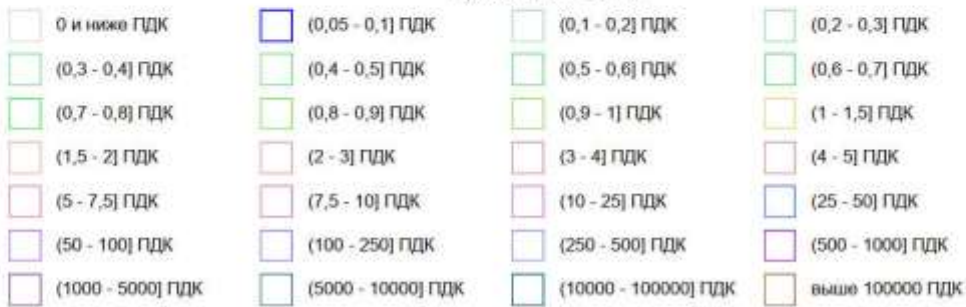 0 и ниже ПДК (0,05 - 0,1] ПДК (0,1 - 0,2] ПДК (0,2 - 0,3] ПДК
(0,3 - 0,4] ПДК (0,4 - 0,5] ПДК (0,5 - 0,6] ПДК (0,6 - 0,7] ПДК
(0,7 - 0,8] ПДК (0,8 - 0,9] ПДК (0,9 - 1] ПДК (1 - 1,5] ПДК
(1,5 - 2] ПДК (2 - 3] ПДК (3 - 4] ПДК (4 - 5] ПДК
(5 - 7,5] ПДК (7,5 - 10] ПДК (10 - 25] ПДК (25 - 50] ПДК
(50 - 100] ПДК (100 - 250] ПДК (250 - 500] ПДК (500 - 1000] ПДК
(1000 - 5000] ПДК (5000 - 10000] ПДК (10000 - 100000] ПДК выше 100000 ПДК